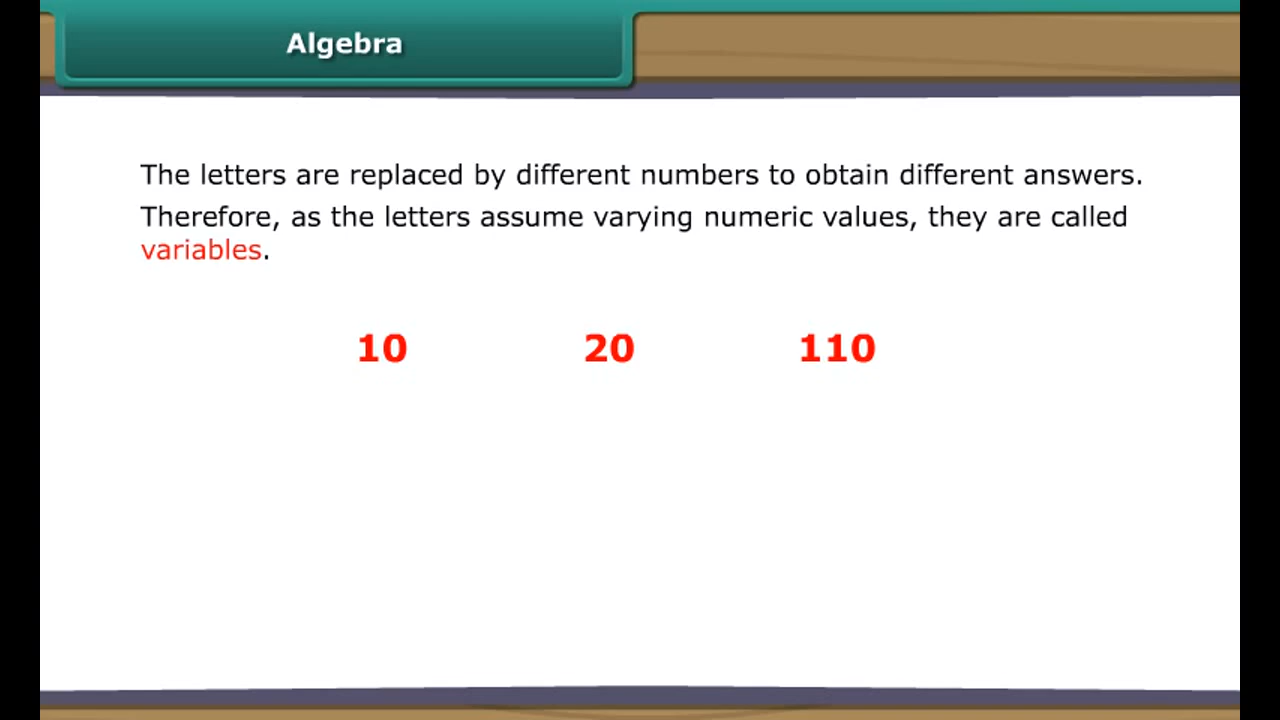 Algebra
The letters are replaced by different numbers to obtain different answers.
Therefore, as the letters assume varying numeric values, they are called
variables.
10 20 110